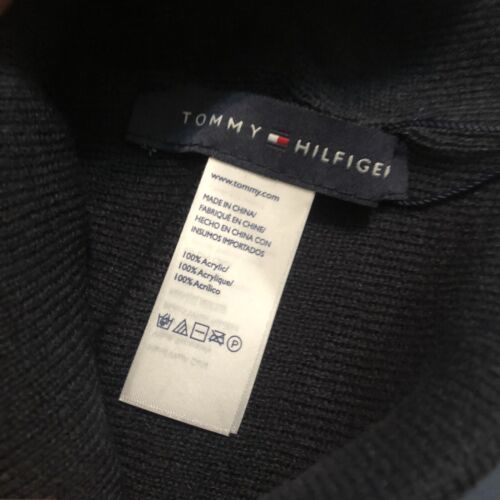 TOMMY HILFIGER
www.tommy.com
MADE IN CHINA/
FABRIQUÉ EN CHINE/
HECHO EN CHINA CON
INSUMOS IMPORTADOS
100% Acrylic/
100% Acrylique/
100% Acrílico
P